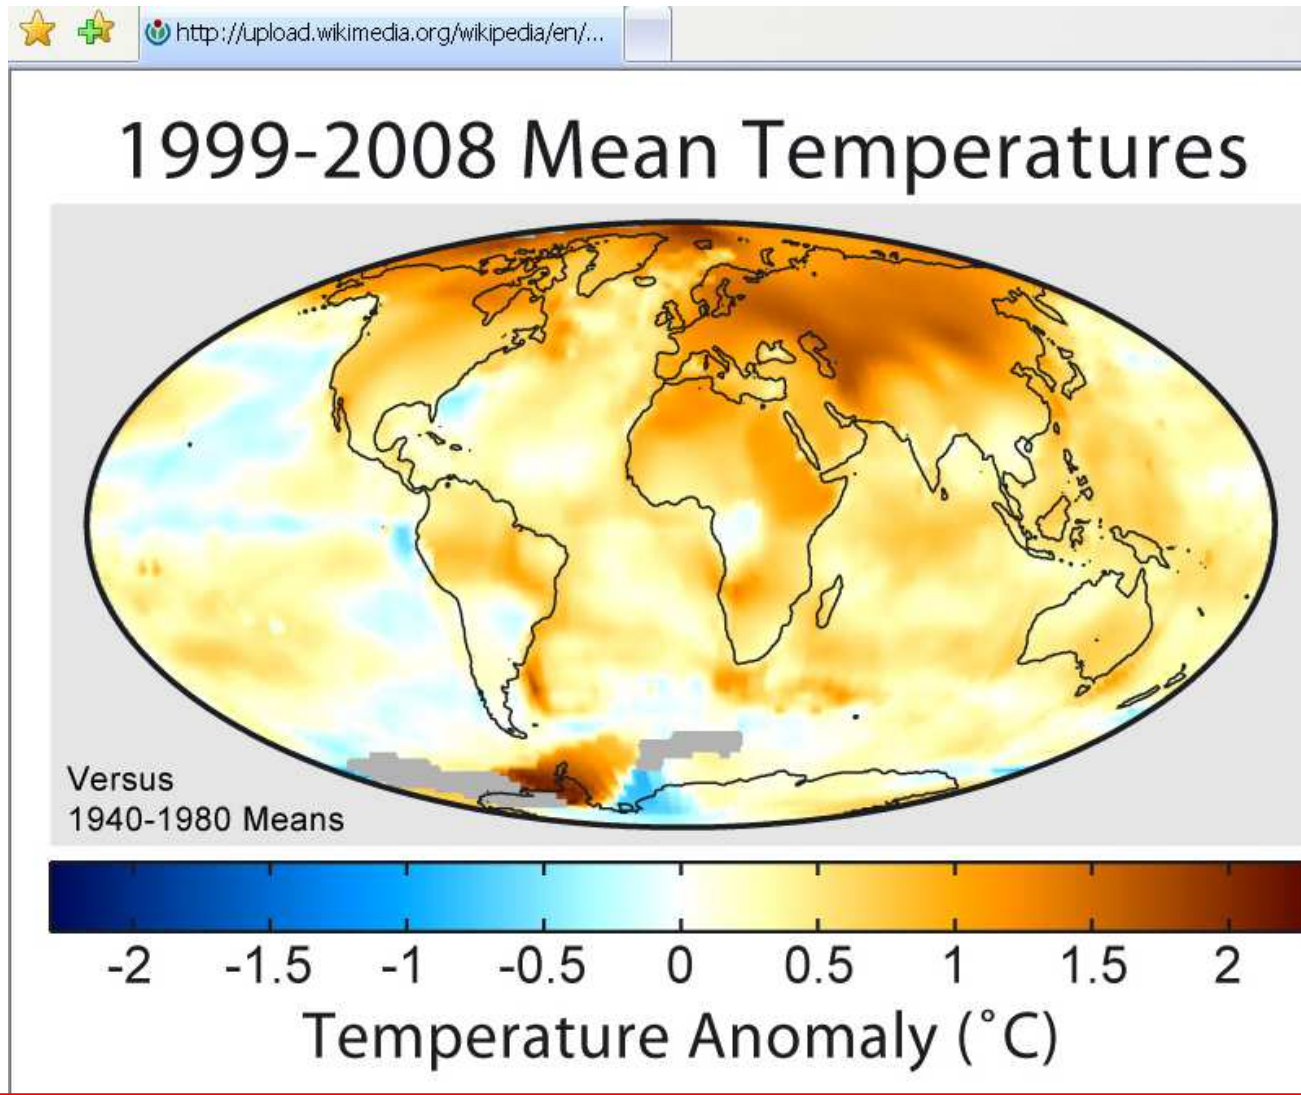 http://upload.wikimedia.org/wikipedia/en/...
1999-2008 Mean Temperatures
Versus
1940-1980 Means
-2 -1.5 -1 -0.5 0 0.5 1 1.5 2
Temperature Anomaly (˚C)